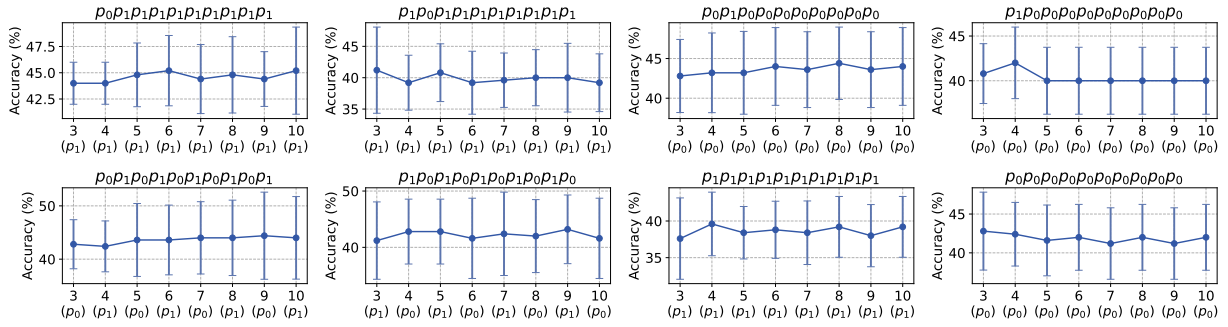 p₀p₁p₁p₁p₁p₁p₁p₁p₁p₁
Accuracy (%)
47.5
45.0
42.5
3 4 5 6 7 8 9 10
(p₁) (p₁) (p₁) (p₁) (p₁) (p₁) (p₁) (p₁)
p₁p₀p₁p₁p₁p₁p₁p₁p₁p₁
Accuracy (%)
45
40
35
3 4 5 6 7 8 9 10
(p₁) (p₁) (p₁) (p₁) (p₁) (p₁) (p₁) (p₁)
p₀p₁p₀p₀p₀p₀p₀p₀p₀p₀
Accuracy (%)
45
40
3 4 5 6 7 8 9 10
(p₀) (p₀) (p₀) (p₀) (p₀) (p₀) (p₀) (p₀)
p₁p₀p₀p₀p₀p₀p₀p₀p₀p₀
Accuracy (%)
45
40
3 4 5 6 7 8 9 10
(p₀) (p₀) (p₀) (p₀) (p₀) (p₀) (p₀) (p₀)
p₀p₁p₀p₁p₀p₁p₀p₁p₀p₁
Accuracy (%)
50
40
3 4 5 6 7 8 9 10
(p₀) (p₁) (p₀) (p₁) (p₀) (p₁) (p₀) (p₁)
p₁p₀p₁p₀p₁p₀p₁p₀p₁p₀
Accuracy (%)
50
40
3 4 5 6 7 8 9 10
(p₁) (p₀) (p₁) (p₀) (p₁) (p₀) (p₁) (p₀)
p₁p₁p₁p₁p₁p₁p₁p₁p₁p₁
Accuracy (%)
40
35
3 4 5 6 7 8 9 10
(p₁) (p₁) (p₁) (p₁) (p₁) (p₁) (p₁) (p₁)
p₀p₀p₀p₀p₀p₀p₀p₀p₀p₀
Accuracy (%)
45
40
3 4 5 6 7 8 9 10
(p₀) (p₀) (p₀) (p₀) (p₀) (p₀) (p₀) (p₀)